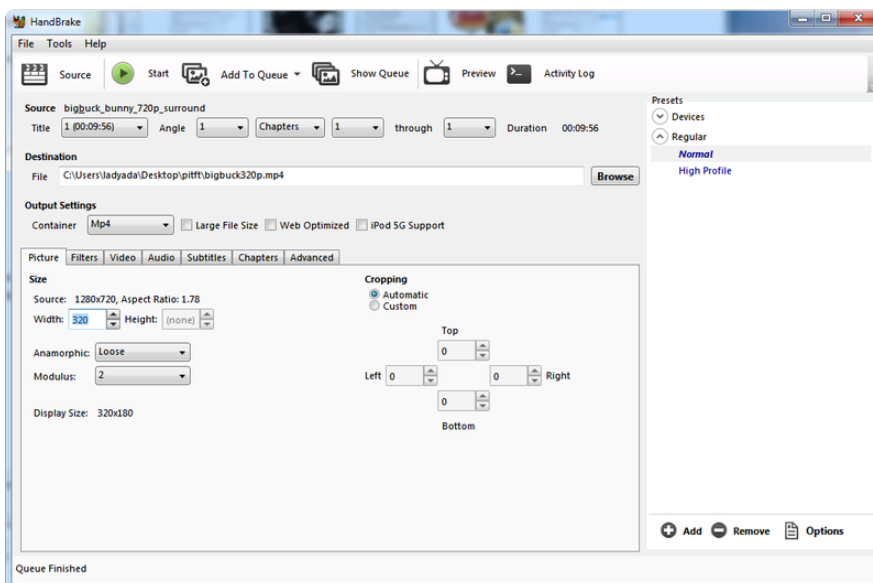 HandBrake
File Tools Help
Source Start Add To Queue Show Queue Preview Activity Log
Source bigbuck_bunny_720p_surround
Title 1 (00:09:56) Angle 1 Chapters 1 through 1 Duration 00:09:56
Destination
File C:\Users\ladyada\Desktop\pitft\bigbuck320p.mp4 Browse
Output Settings
Container Mp4 Large File Size Web Optimized iPod 5G Support
Picture Filters Video Audio Subtitles Chapters Advanced
Size
Source: 1280x720, Aspect Ratio: 1.78
Width: 320 Height: (none)
Anamorphic: Loose
Modulus: 2
Display Size: 320x180
Cropping
Automatic
Custom
Top
0
Left 0 0 Right
0
Bottom
Presets
Devices
Regular
Normal
High Profile
Add Remove Options
Queue Finished